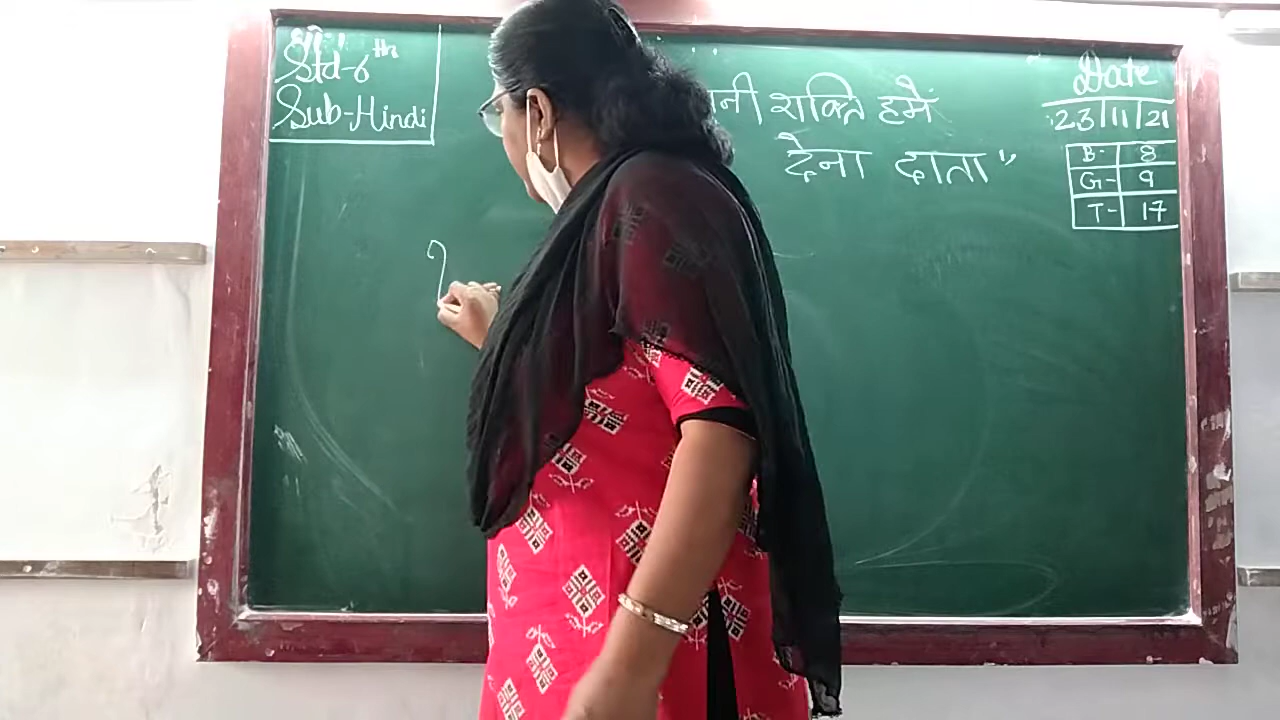 Std-6th
Sub-Hindi
शक्ति हमें
देना दाता"
Date
23/11/21
B- 8
G- 9
T- 17